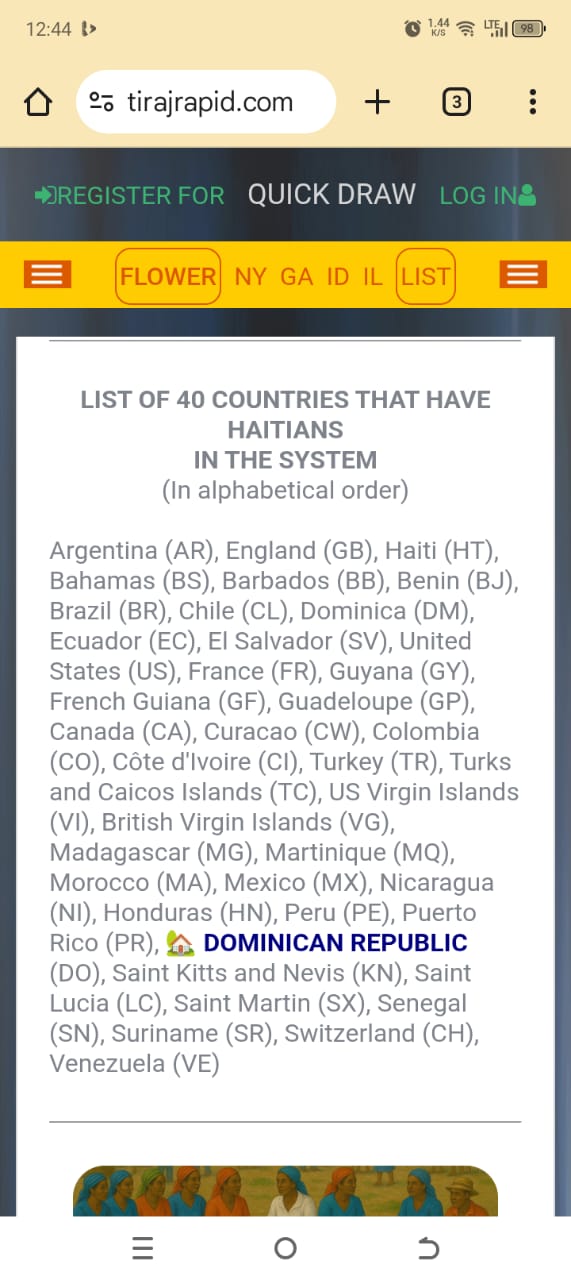 12:44
1.44
K/S
LTE
98
tirajrapid.com
3
REGISTER FOR QUICK DRAW LOG IN
FLOWER NY GA ID IL LIST
LIST OF 40 COUNTRIES THAT HAVE
HAITIANS
IN THE SYSTEM
(In alphabetical order)
Argentina (AR), England (GB), Haiti (HT),
Bahamas (BS), Barbados (BB), Benin (BJ),
Brazil (BR), Chile (CL), Dominica (DM),
Ecuador (EC), El Salvador (SV), United
States (US), France (FR), Guyana (GY),
French Guiana (GF), Guadeloupe (GP),
Canada (CA), Curacao (CW), Colombia
(CO), Côte d'Ivoire (CI), Turkey (TR), Turks
and Caicos Islands (TC), US Virgin Islands
(VI), British Virgin Islands (VG),
Madagascar (MG), Martinique (MQ),
Morocco (MA), Mexico (MX), Nicaragua
(NI), Honduras (HN), Peru (PE), Puerto
Rico (PR), 🏡 DOMINICAN REPUBLIC
(DO), Saint Kitts and Nevis (KN), Saint
Lucia (LC), Saint Martin (SX), Senegal
(SN), Suriname (SR), Switzerland (CH),
Venezuela (VE)